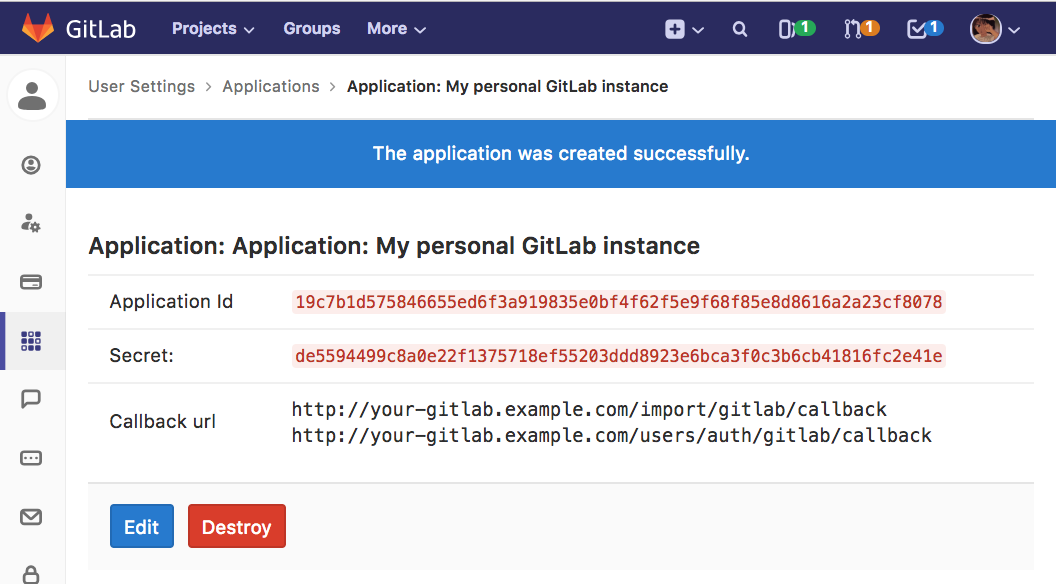 GitLab Projects Groups More 1 1 1
User Settings > Applications > Application: My personal GitLab instance
The application was created successfully.
Application: Application: My personal GitLab instance
Application Id 19c7b1d575846655ed6f3a919835e0bf4f62f5e9f68f85e8d8616a2a23cf8078
Secret: de5594499c8a0e22f1375718ef55203ddd8923e6bca3f0c3b6cb41816fc2e41e
Callback url http://your-gitlab.example.com/import/gitlab/callback
http://your-gitlab.example.com/users/auth/gitlab/callback
Edit Destroy